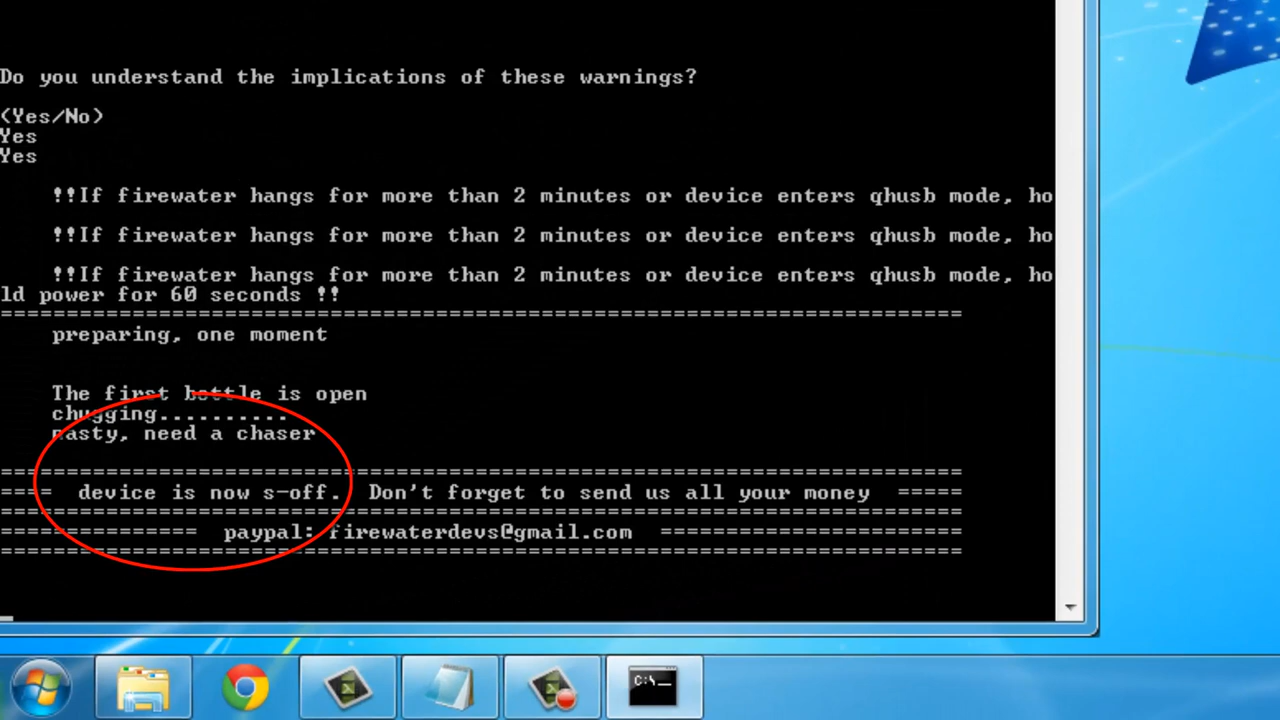 Do you understand the implications of these warnings?
(Yes/No)
Yes
Yes
!!If firewater hangs for more than 2 minutes or device enters qhusb mode, ho
!!If firewater hangs for more than 2 minutes or device enters qhusb mode, ho
!!If firewater hangs for more than 2 minutes or device enters qhusb mode, ho
ld power for 60 seconds !!
=========================================================================
preparing, one moment
The first bottle is open
chugging..........
nasty, need a chaser
=========================================================================
==== device is now s-off. Don't forget to send us all your money =====
=========================================================================
=============== paypal: firewaterdevs@gmail.com =======================
=========================================================================
C:\_